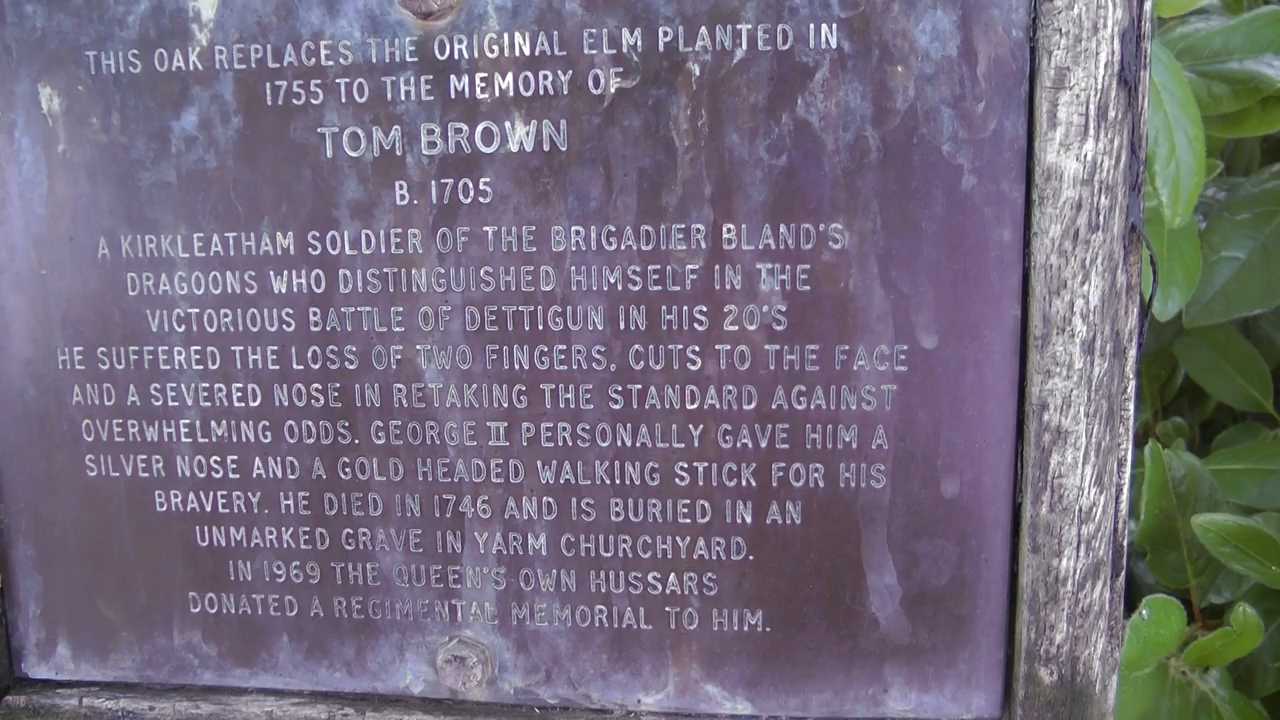 THIS OAK REPLACES THE ORIGINAL ELM PLANTED IN
1755 TO THE MEMORY OF
TOM BROWN
B. 1705
A KIRKLEATHAM SOLDIER OF THE BRIGADIER BLAND'S
DRAGOONS WHO DISTINGUISHED HIMSELF IN THE
VICTORIOUS BATTLE OF DETTIGUN IN HIS 20'S
HE SUFFERED THE LOSS OF TWO FINGERS, CUTS TO THE FACE
AND A SEVERED NOSE IN RETAKING THE STANDARD AGAINST
OVERWHELMING ODDS. GEORGE II PERSONALLY GAVE HIM A
SILVER NOSE AND A GOLD HEADED WALKING STICK FOR HIS
BRAVERY. HE DIED IN 1746 AND IS BURIED IN AN
UNMARKED GRAVE IN YARM CHURCHYARD.
IN 1969 THE QUEEN'S OWN HUSSARS
DONATED A REGIMENTAL MEMORIAL TO HIM.